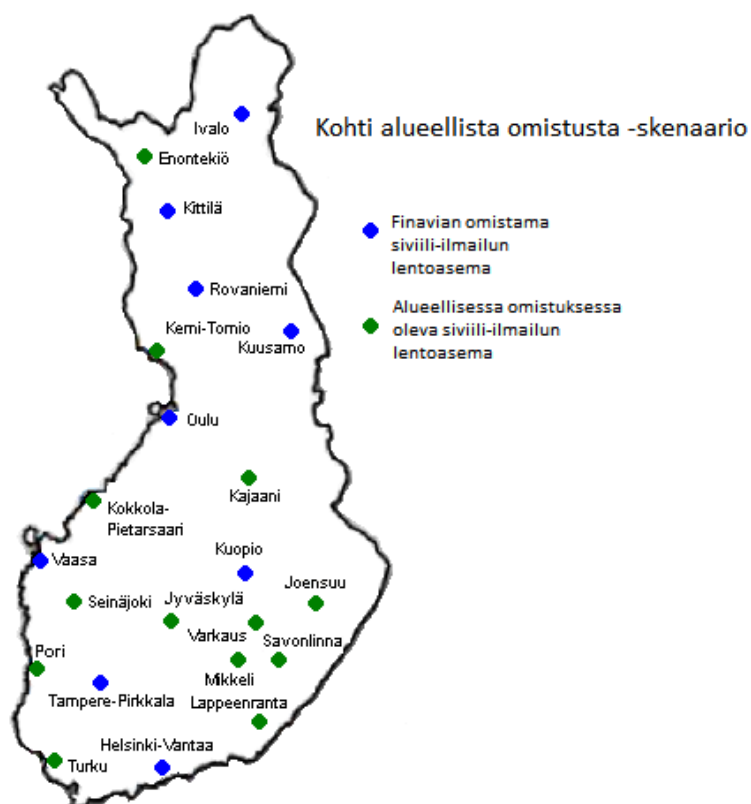 Ivalo
Kohti alueellista omistusta -skenaario
Enontekiö
Kittilä
Finavian omistama
siviili-ilmailun
lentoasema
Rovaniemi
Alueellisessa omistuksessa
oleva siviili-ilmailun
lentoasema
Kemi-Tornio
Kuusamo
Oulu
Kajaani
Kokkola-
Pietarsaari
Vaasa
Kuopio
Joensuu
Seinäjoki
Jyväskylä
Varkaus
Savonlinna
Pori
Mikkeli
Tampere-Pirkkala
Lappeenranta
Helsinki-Vantaa
Turku